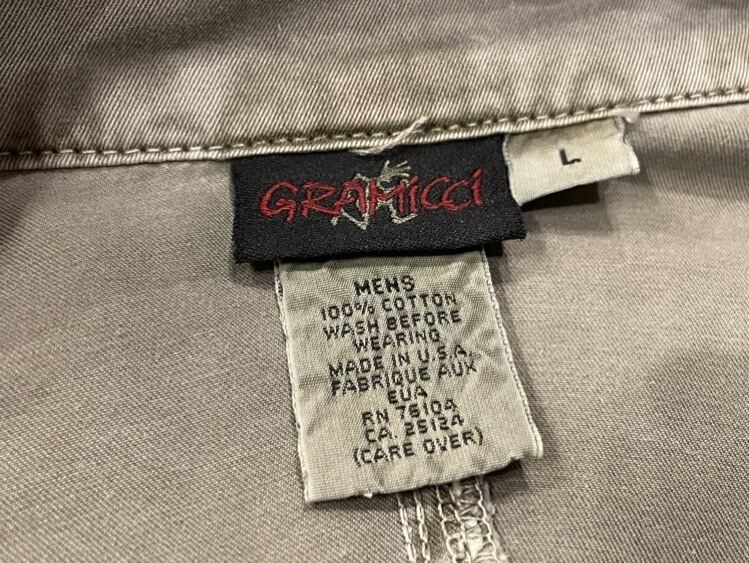 GRAMiCCi
L
MENS
100% COTTON
WASH BEFORE
WEARING
MADE IN U.S.A.
FABRIQUE AUX
EUA
RN 76104
CA. 25124
(CARE OVER)